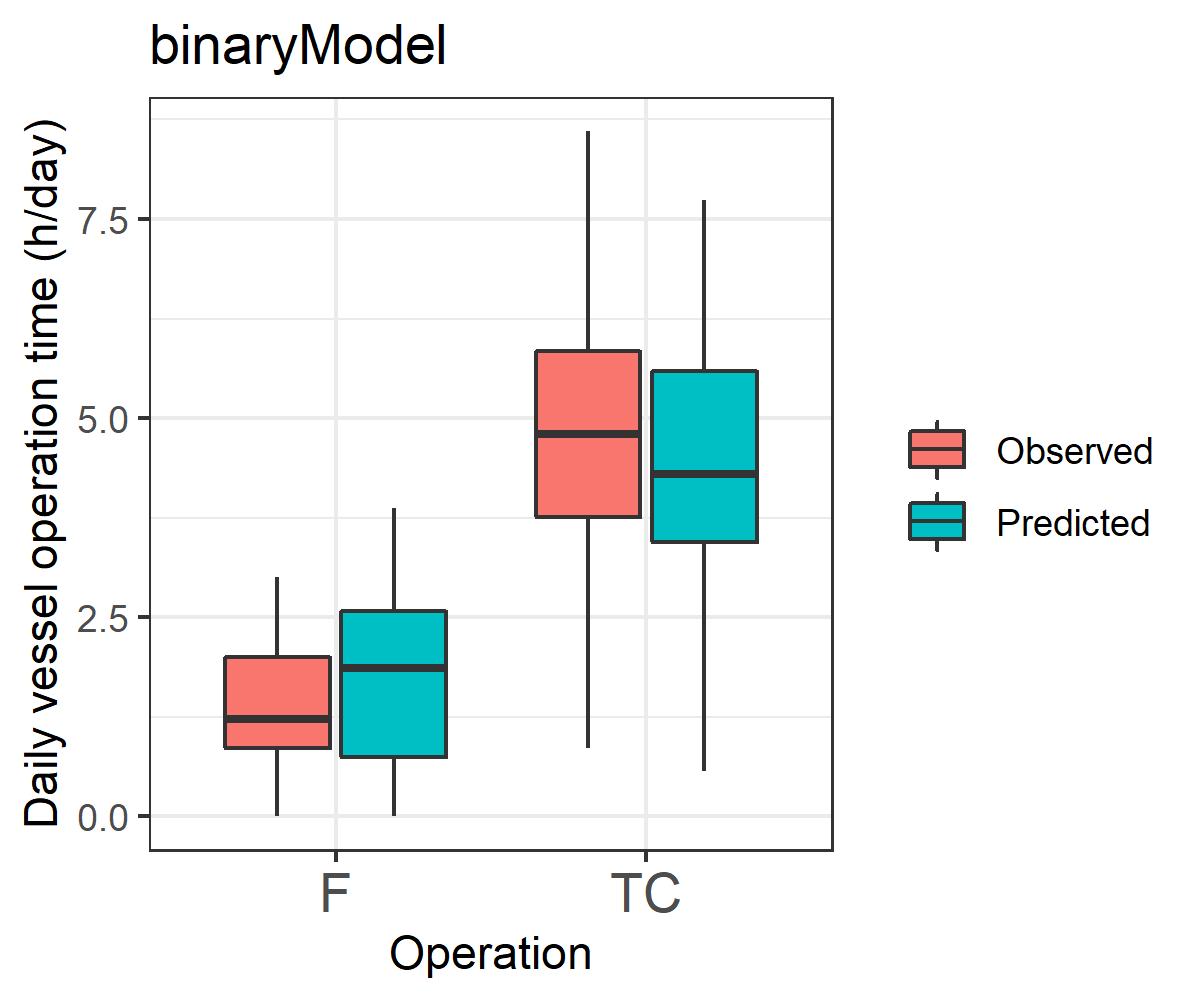 binaryModel
Daily vessel operation time (h/day)
7.5
5.0
2.5
0.0
F TC
Operation
Observed
Predicted